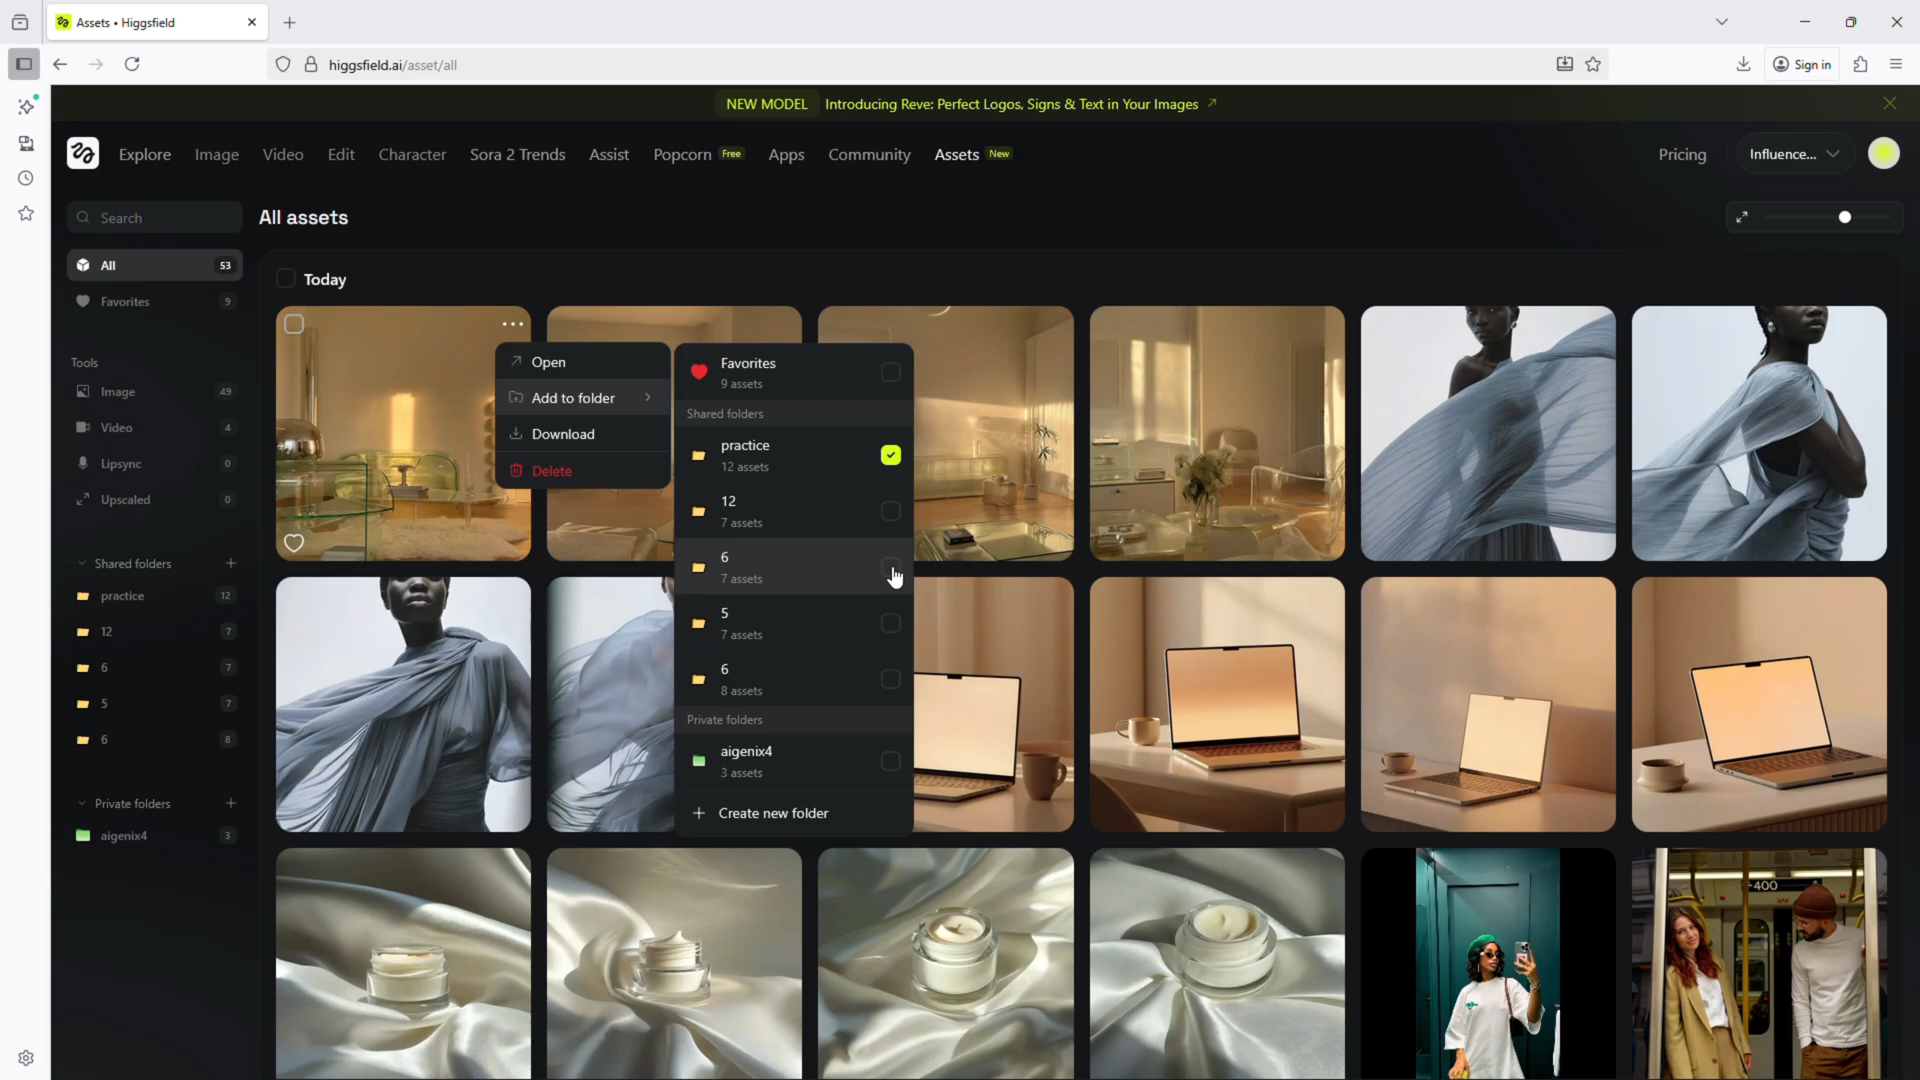 Assets • Higgsfield
higgsfield.ai/asset/all
Sign in
NEW MODEL Introducing Reve: Perfect Logos, Signs & Text in Your Images
Explore Image Video Edit Character Sora 2 Trends Assist Popcorn Free Apps Community Assets New
Pricing Influence...
Search
All assets
All 53
Favorites 9
Tools
Image 49
Video 4
Lipsync 0
Upscaled 0
Shared folders
practice 12
12 7
6 7
5 7
6 8
Private folders
aigenix4 3
Today
Open
Add to folder
Download
Delete
Favorites
9 assets
Shared folders
practice
12 assets
12
7 assets
6
7 assets
5
7 assets
6
8 assets
Private folders
aigenix4
3 assets
Create new folder
400